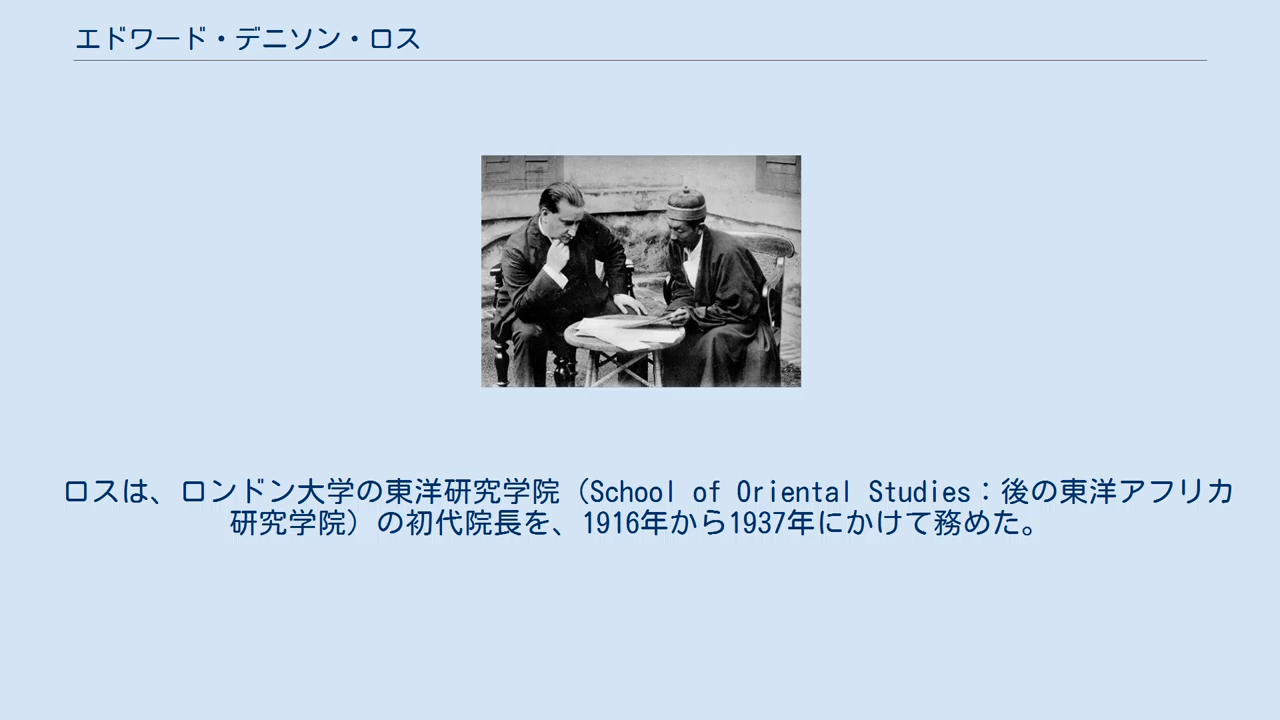 エドワード・デニソン・ロス
ロスは、ロンドン大学の東洋研究学院（School of Oriental Studies：後の東洋アフリカ
研究学院）の初代院長を、1916年から1937年にかけて務めた。